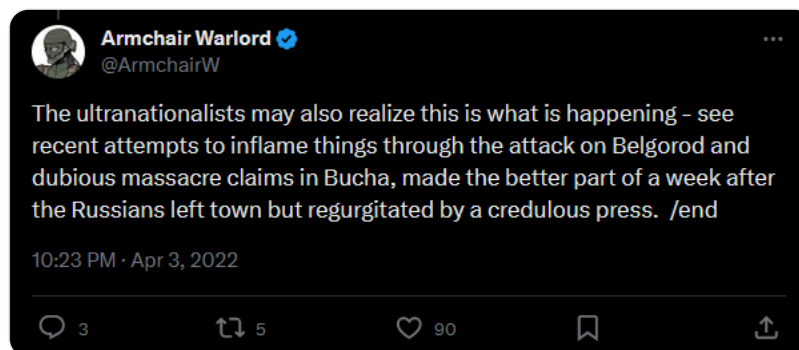 Armchair Warlord
@ArmchairW
The ultranationalists may also realize this is what is happening - see
recent attempts to inflame things through the attack on Belgorod and
dubious massacre claims in Bucha, made the better part of a week after
the Russians left town but regurgitated by a credulous press. /end
10:23 PM · Apr 3, 2022
3 5 90